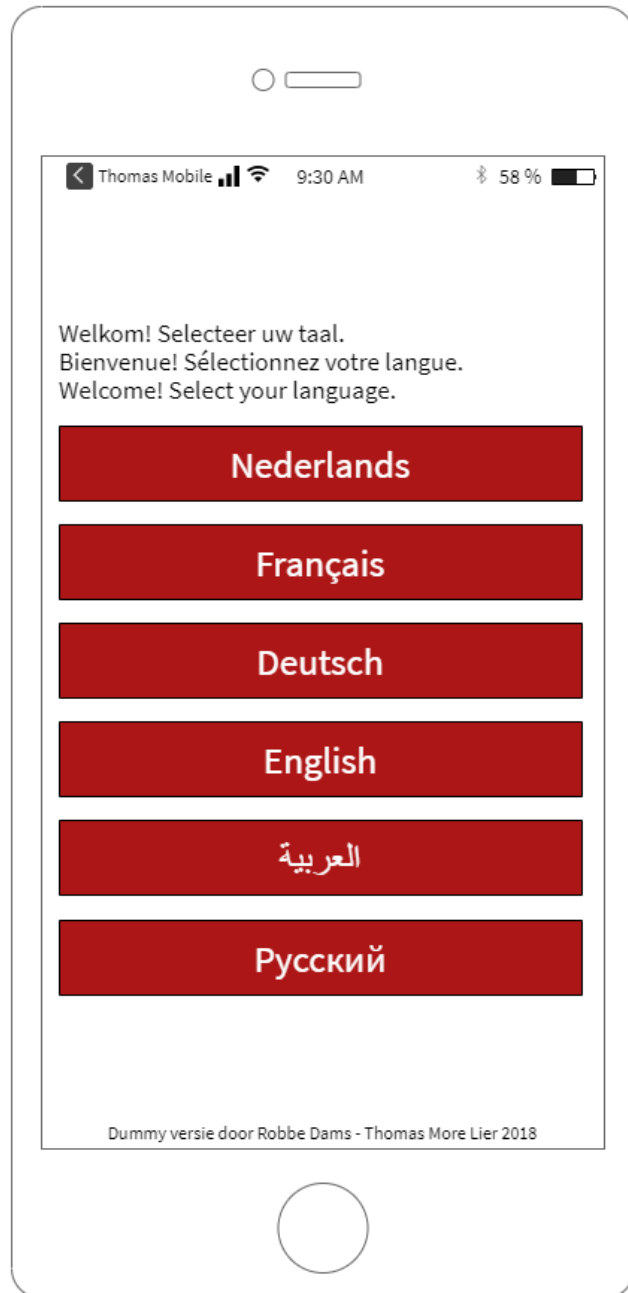 Thomas Mobile 9:30 AM 58 %
Welkom! Selecteer uw taal.
Bienvenue! Sélectionnez votre langue.
Welcome! Select your language.
Nederlands
Français
Deutsch
English
العربية
Русский
Dummy versie door Robbe Dams - Thomas More Lier 2018